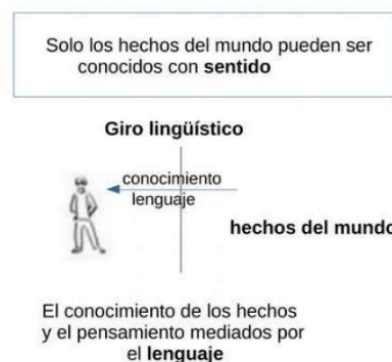 Solo los hechos del mundo pueden ser
conocidos con sentido
Giro lingüístico
conocimiento
lenguaje
hechos del mundo
El conocimiento de los hechos
y el pensamiento mediados por
el lenguaje